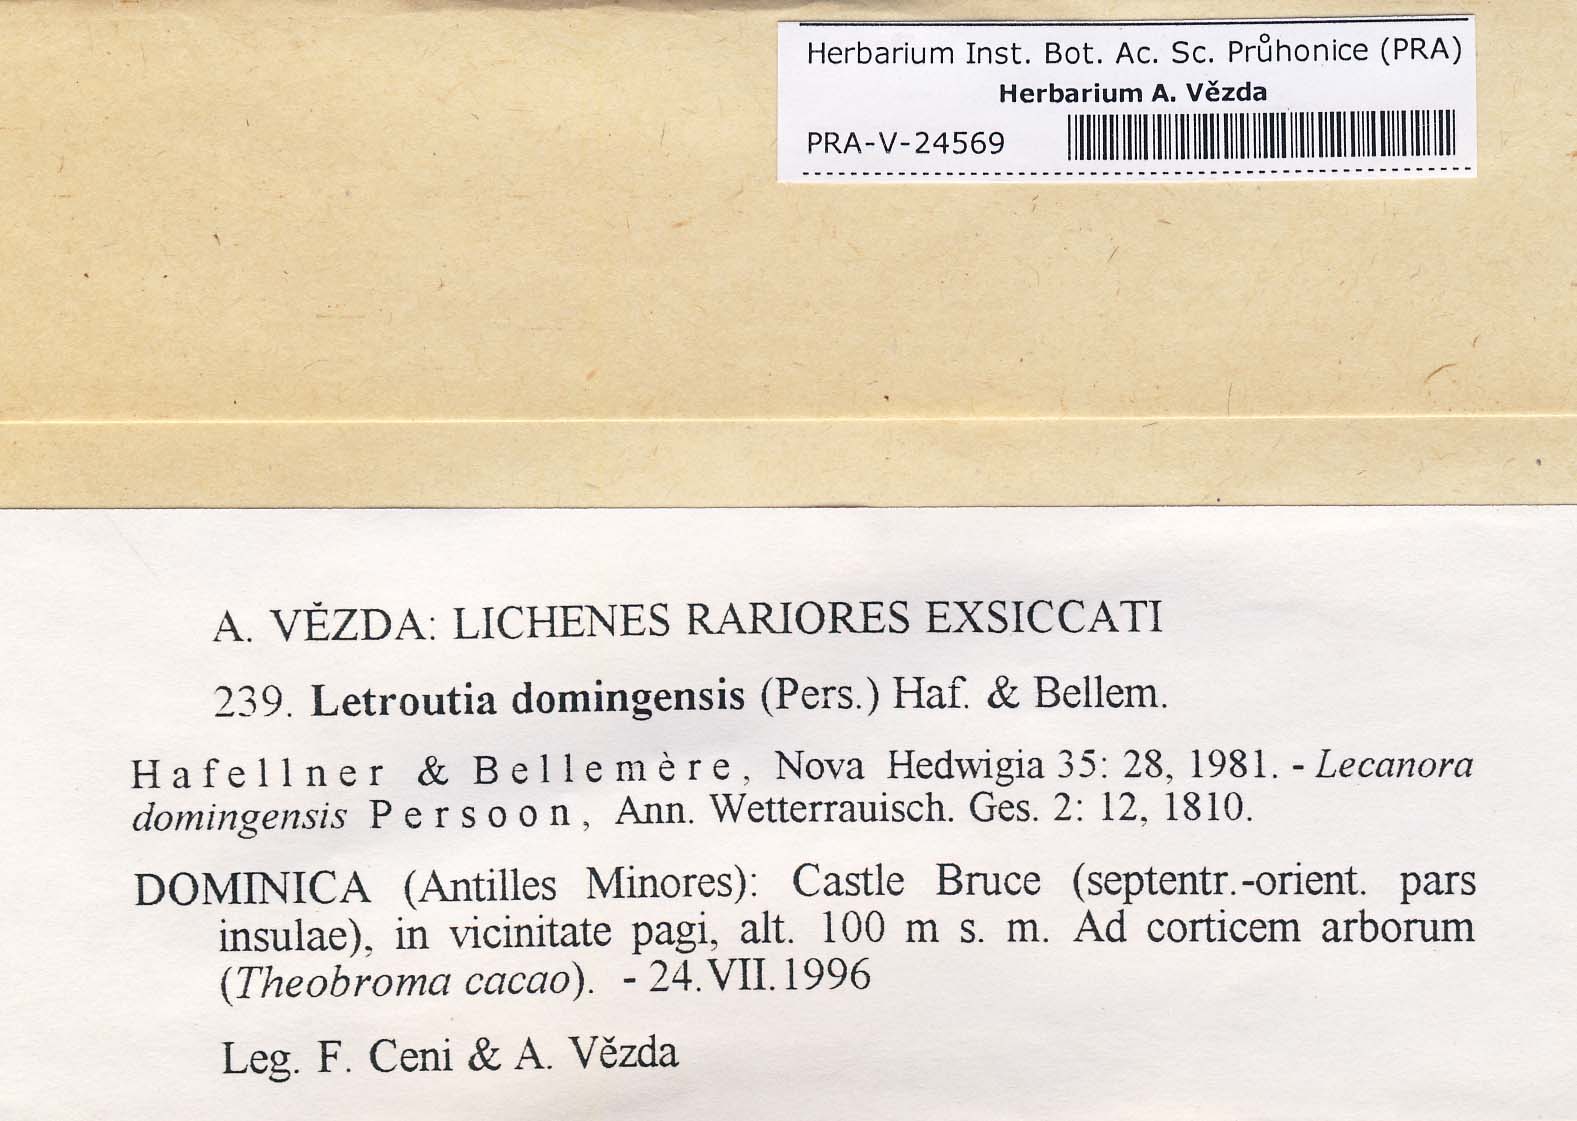 Herbarium Inst. Bot. Ac. Sc. Průhonice (PRA)
Herbarium A. Vězda
PRA-V-24569
A. VĚZDA: LICHENES RARIORES EXSICCATI
239. Letroutia domingensis (Pers.) Haf. & Bellem.
Hafellner & Bellemère, Nova Hedwigia 35: 28, 1981. - Lecanora
domingensis Persoon, Ann. Wetterrauisch. Ges. 2: 12, 1810.
DOMINICA (Antilles Minores): Castle Bruce (septentr.-orient. pars
insulae), in vicinitate pagi, alt. 100 m s. m. Ad corticem arborum
(Theobroma cacao). - 24.VII.1996
Leg. F. Ceni & A. Vězda